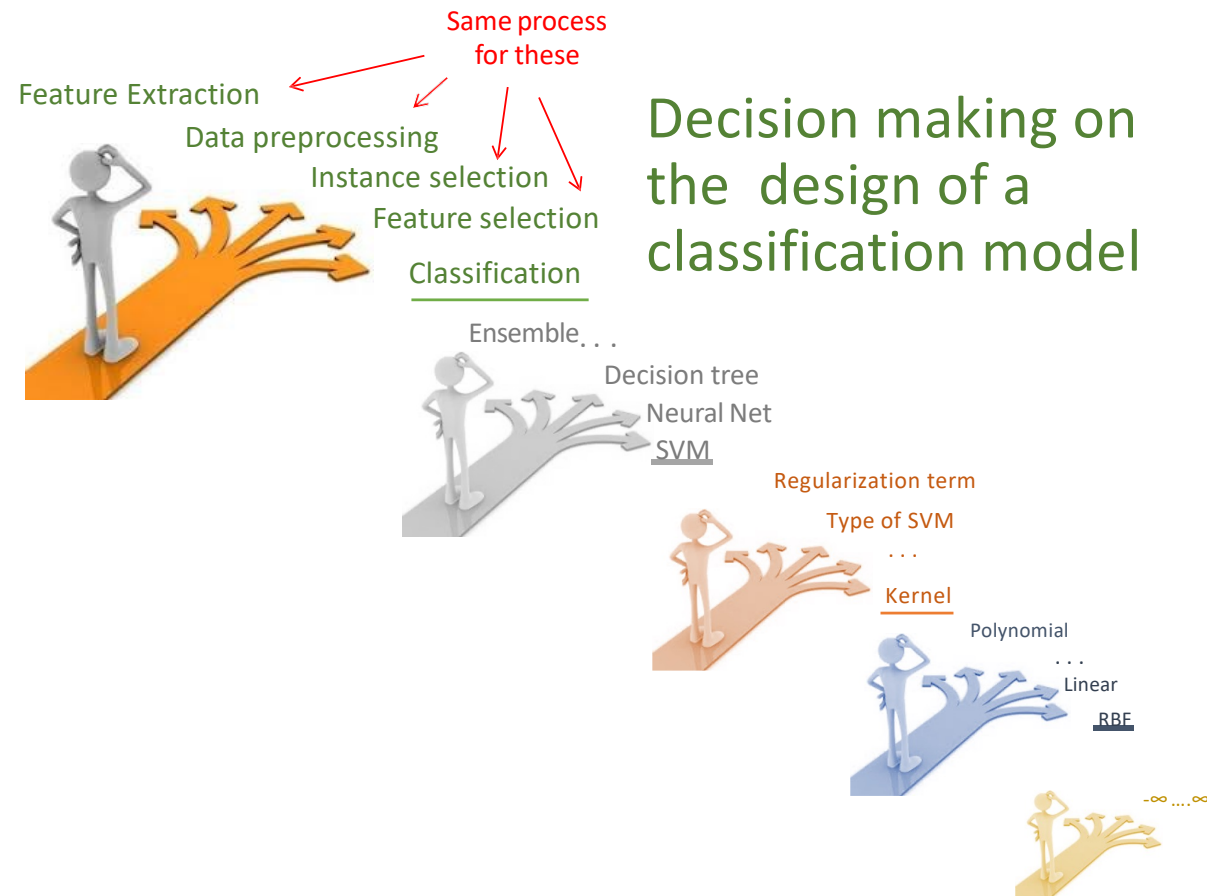 Same process
for these
Feature Extraction
Data preprocessing
Instance selection
Feature selection
Classification
Decision making on
the design of a
classification model
Ensemble. . .
Decision tree
Neural Net
SVM
Regularization term
Type of SVM
. . .
Kernel
Polynomial
. . .
Linear
RBF
-∞ ....∞